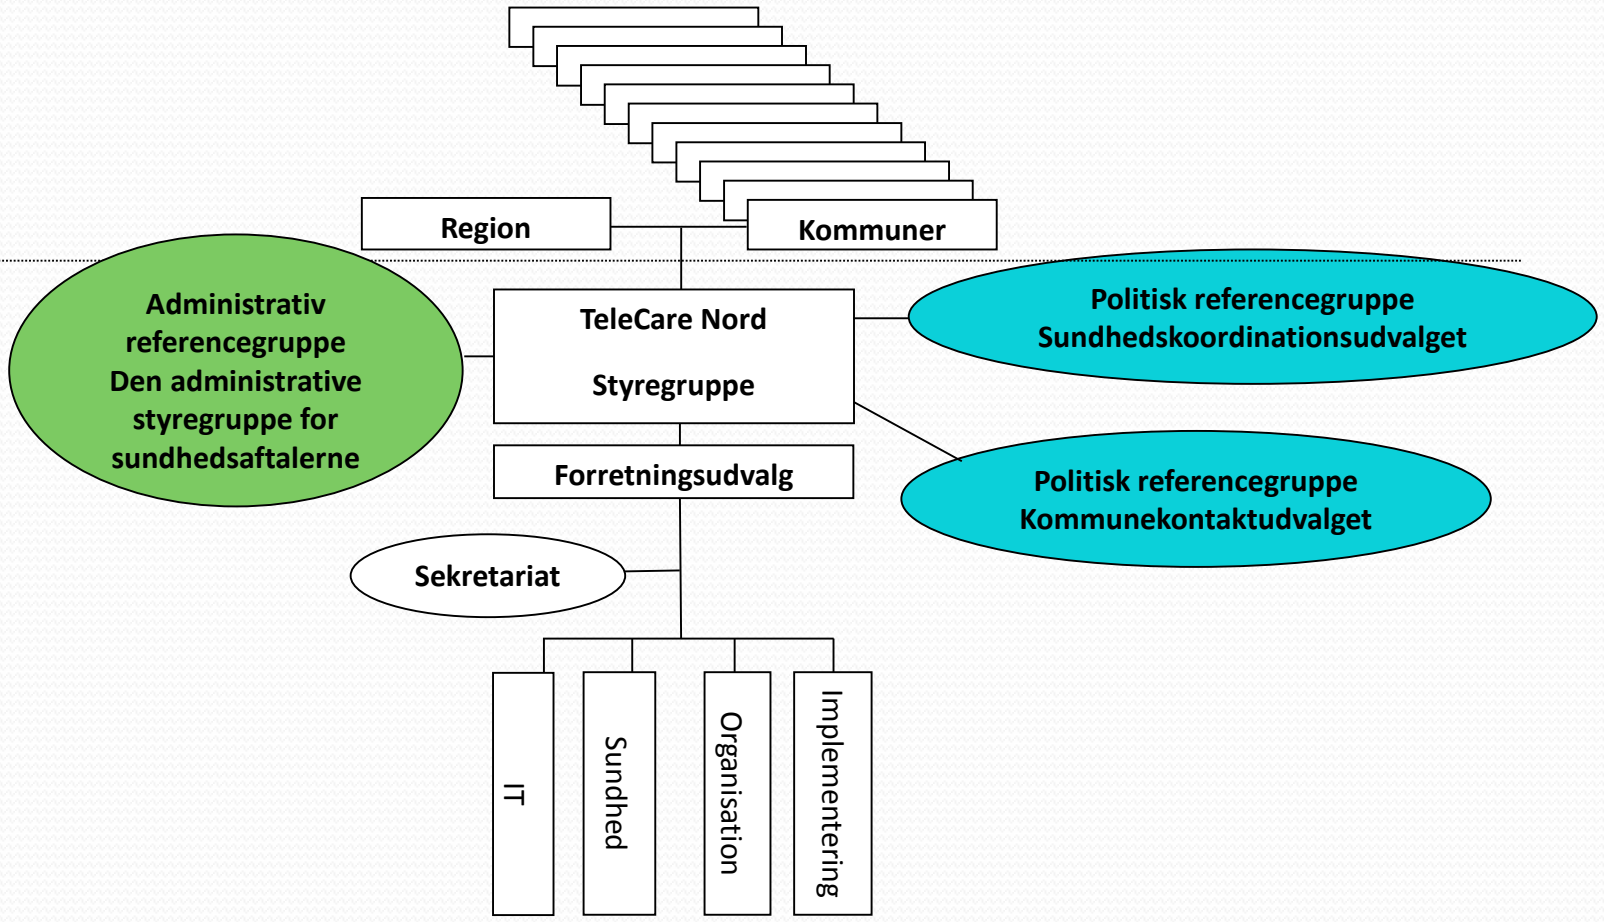 Region
Kommuner
Administrativ
referencegruppe
Den administrative
styregruppe for
sundhedsaftalerne
TeleCare Nord
Styregruppe
Politisk referencegruppe
Sundhedskoordinationsudvalget
Forretningsudvalg
Politisk referencegruppe
Kommunekontaktudvalget
Sekretariat
IT
Sundhed
Organisation
Implementering